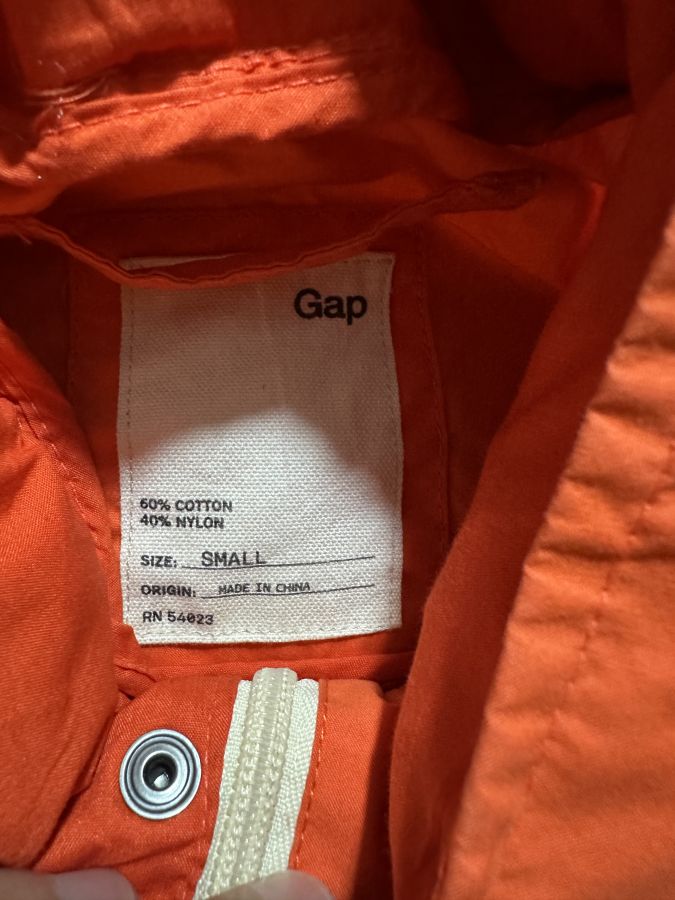 Gap
60% COTTON
40% NYLON
SIZE: SMALL
ORIGIN: MADE IN CHINA
RN 54023